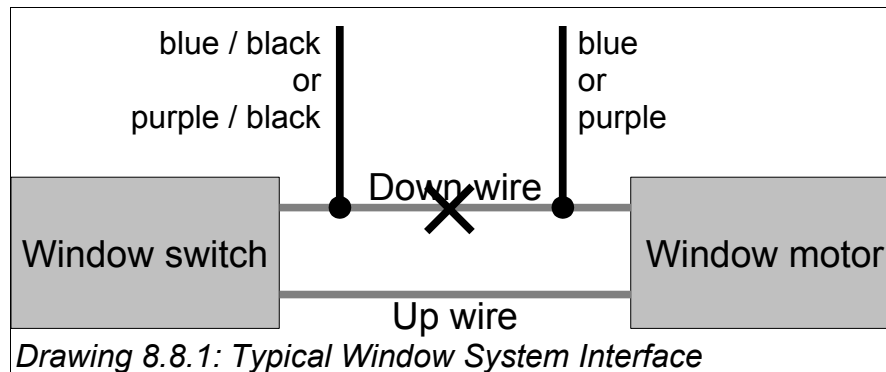 blue / black
or
purple / black
blue
or
purple
Down wire
Window switch
Window motor
Up wire
Drawing 8.8.1: Typical Window System Interface